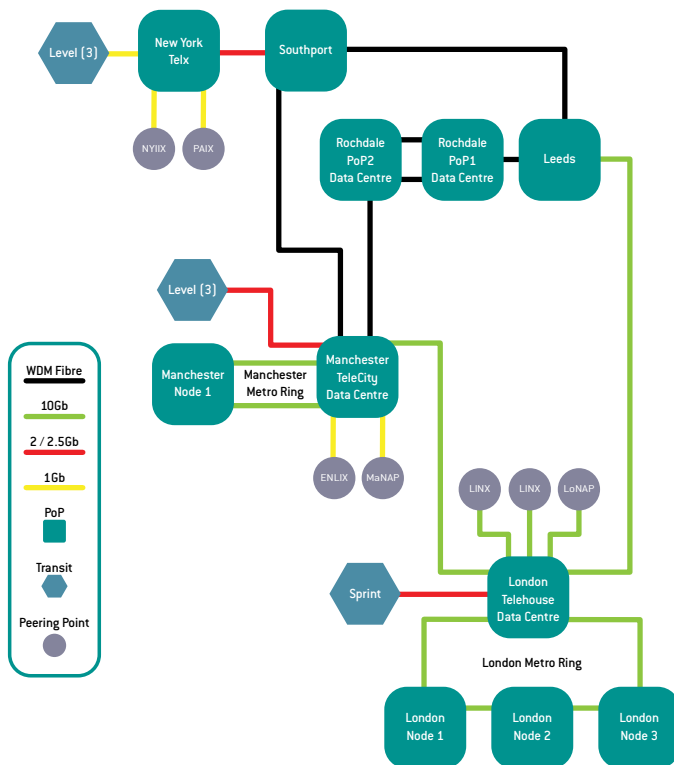 Level (3)
New York
Telx
Southport
NYIIX
PAIX
Rochdale
PoP2
Data Centre
Rochdale
PoP1
Data Centre
Leeds
Level (3)
Manchester
Node 1
Manchester
Metro Ring
Manchester
TeleCity
Data Centre
WDM Fibre
10Gb
2 / 2.5Gb
1Gb
PoP
Transit
Peering Point
ENLIX
MaNAP
LINX
LINX
LoNAP
Sprint
London
Telehouse
Data Centre
London Metro Ring
London
Node 1
London
Node 2
London
Node 3